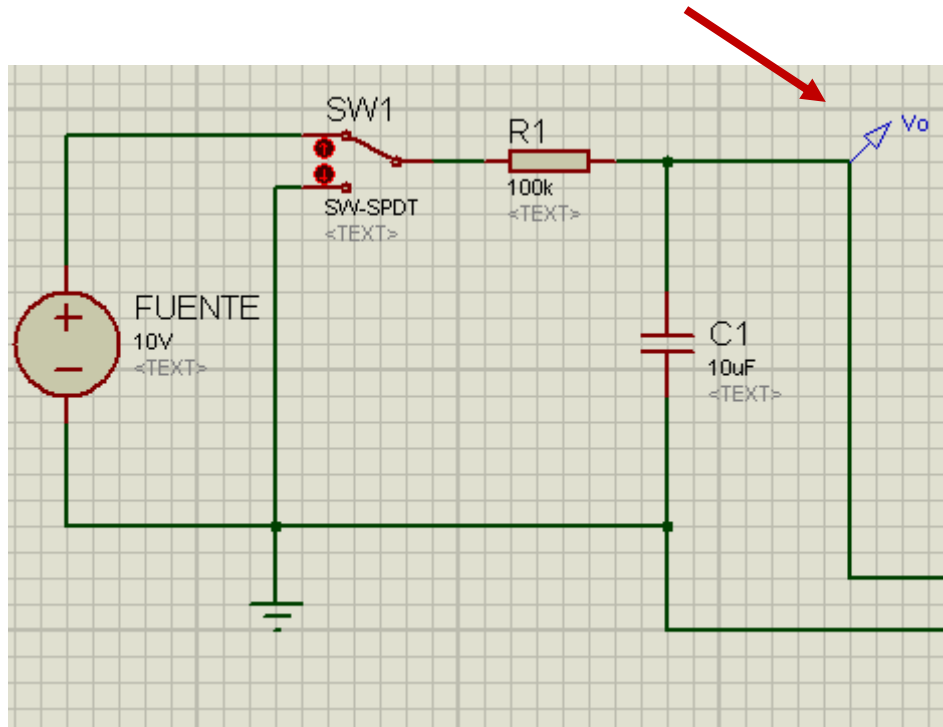 Vo
SW1
SW-SPDT
<TEXT>
R1
100k
<TEXT>
FUENTE
10V
<TEXT>
C1
10uF
<TEXT>